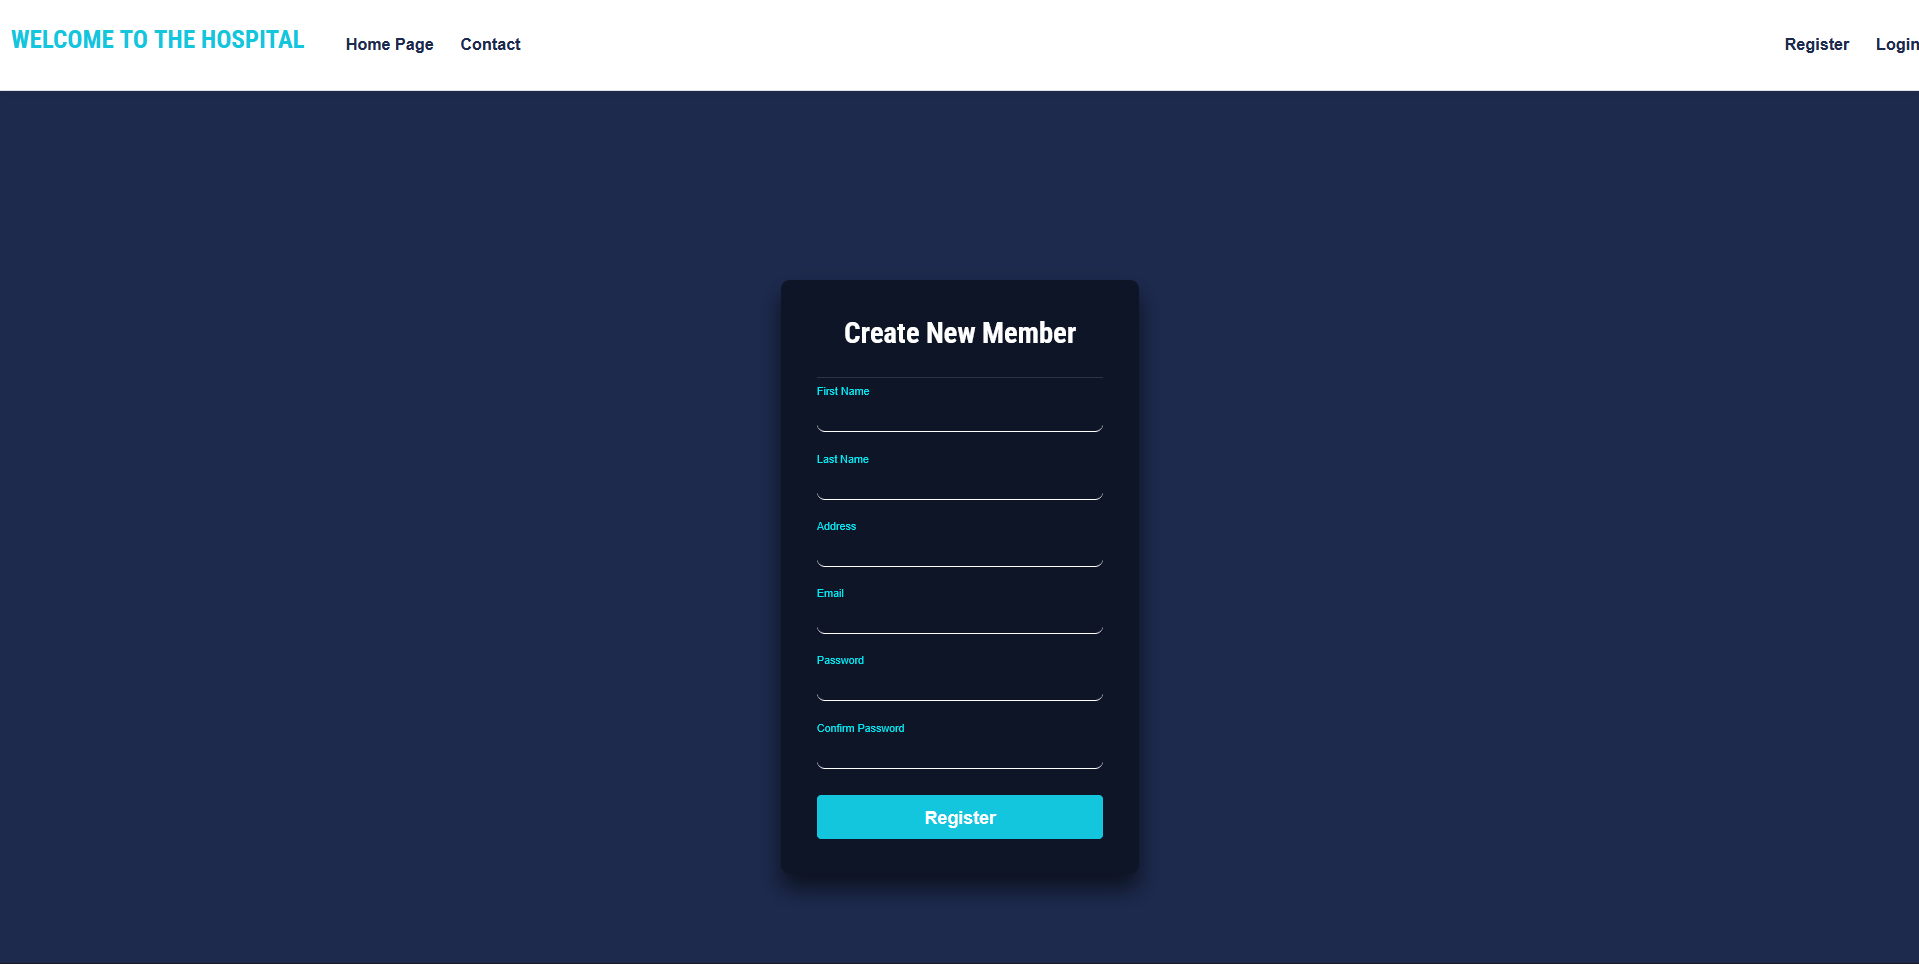 WELCOME TO THE HOSPITAL
Home Page
Contact
Register
Login
Create New Member
First Name
Last Name
Address
Email
Password
Confirm Password
Register